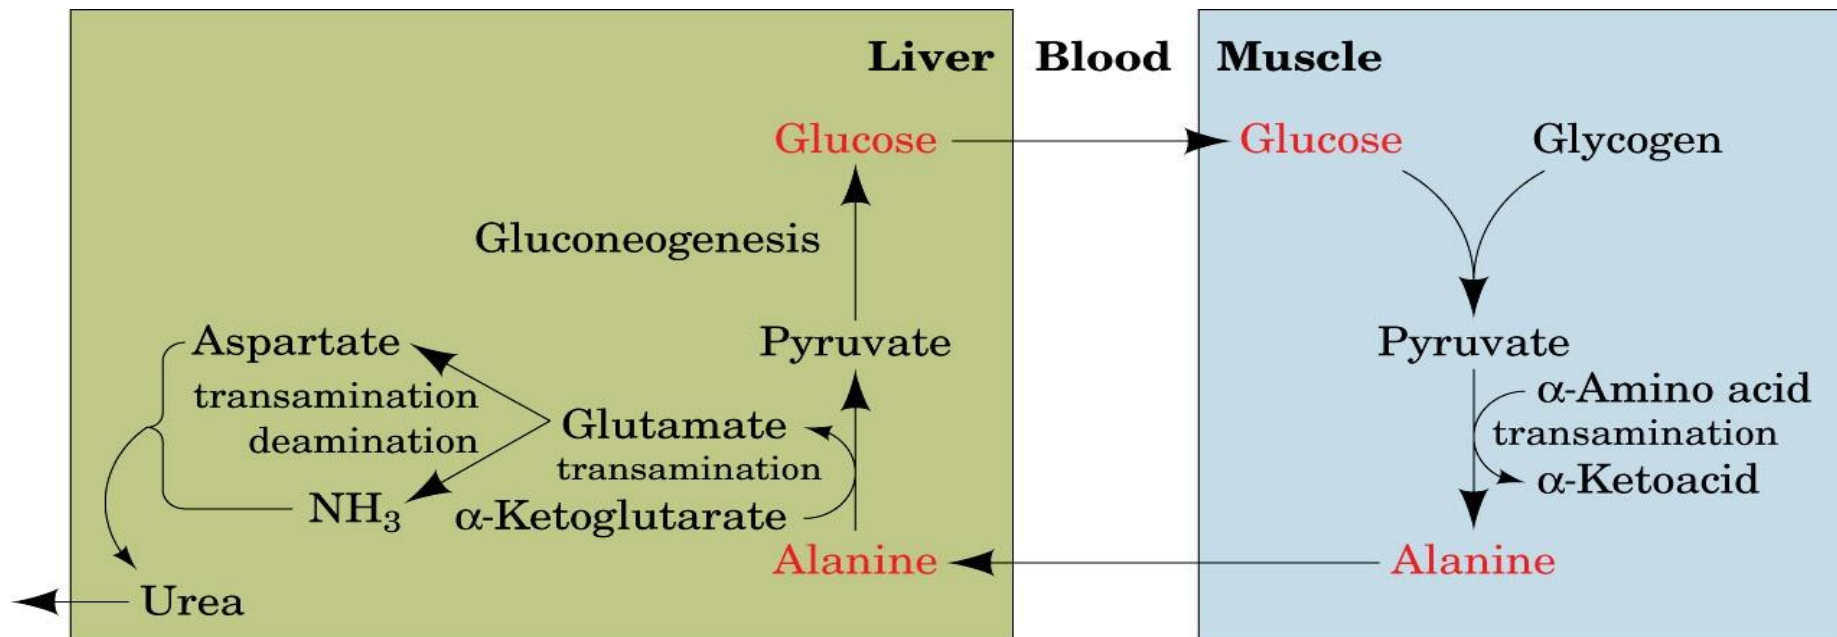 Liver Blood Muscle
Glucose Glucose Glycogen
Gluconeogenesis
Aspartate Pyruvate Pyruvate
transamination α-Amino acid
deamination Glutamate transamination
transamination
NH₃ α-Ketoglutarate α-Ketoacid
Alanine Alanine
Urea